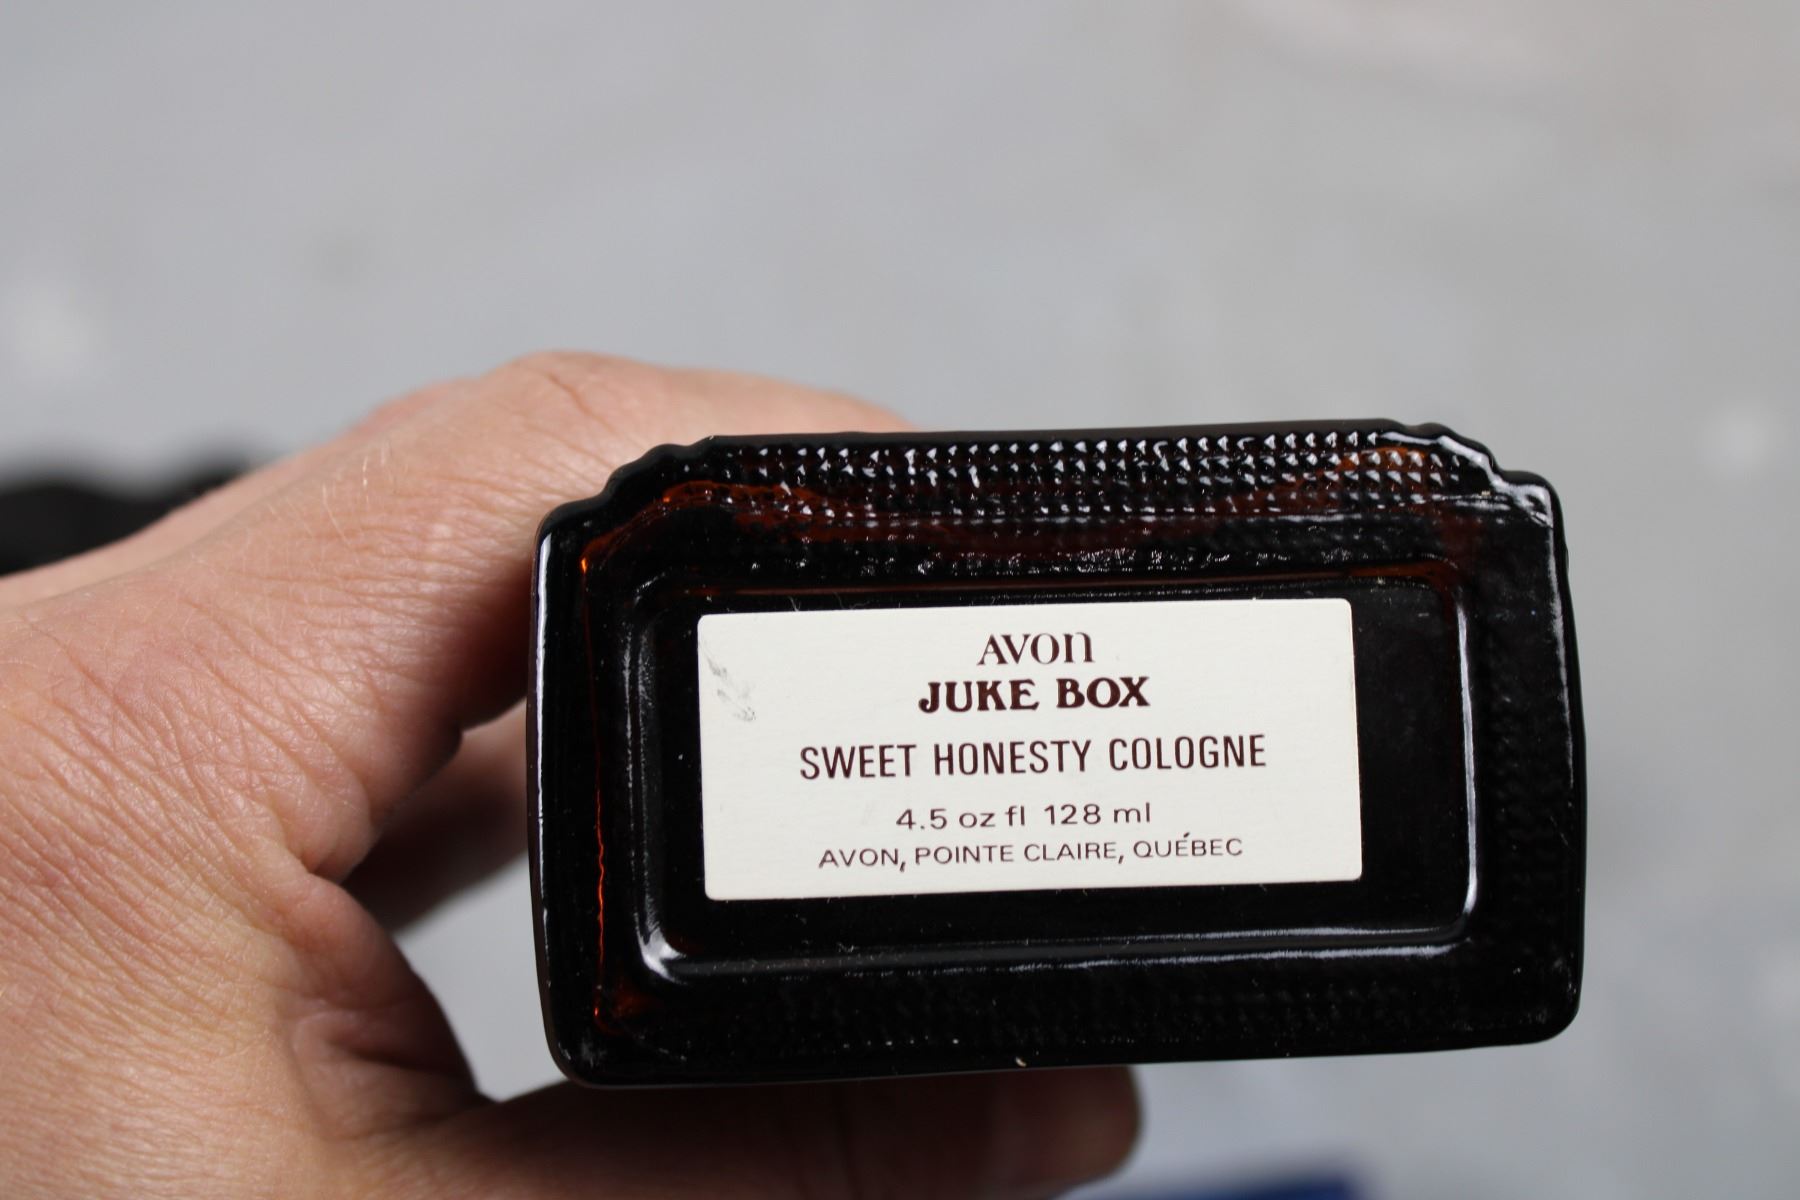 AVON
JUKE BOX
SWEET HONESTY COLOGNE
4.5 oz fl 128 ml
AVON, POINTE CLAIRE, QUÉBEC